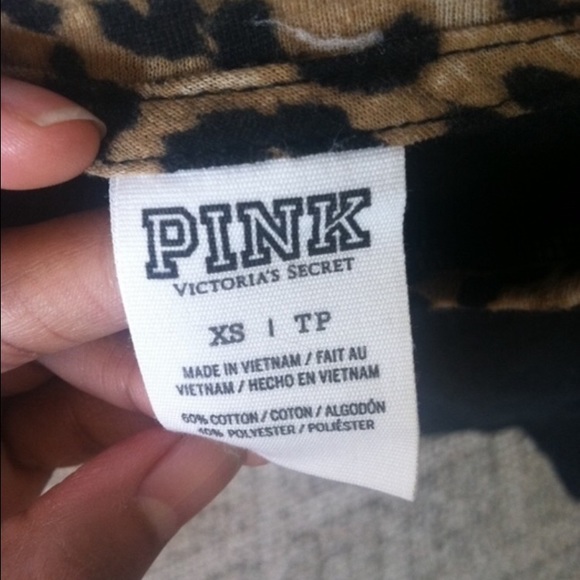 PINK
VICTORIA'S SECRET
XS | TP
MADE IN VIETNAM / FAIT AU
VIETNAM / HECHO EN VIETNAM
60% COTTON / COTON / ALGODÓN
40% POLYESTER / POLIÉSTER